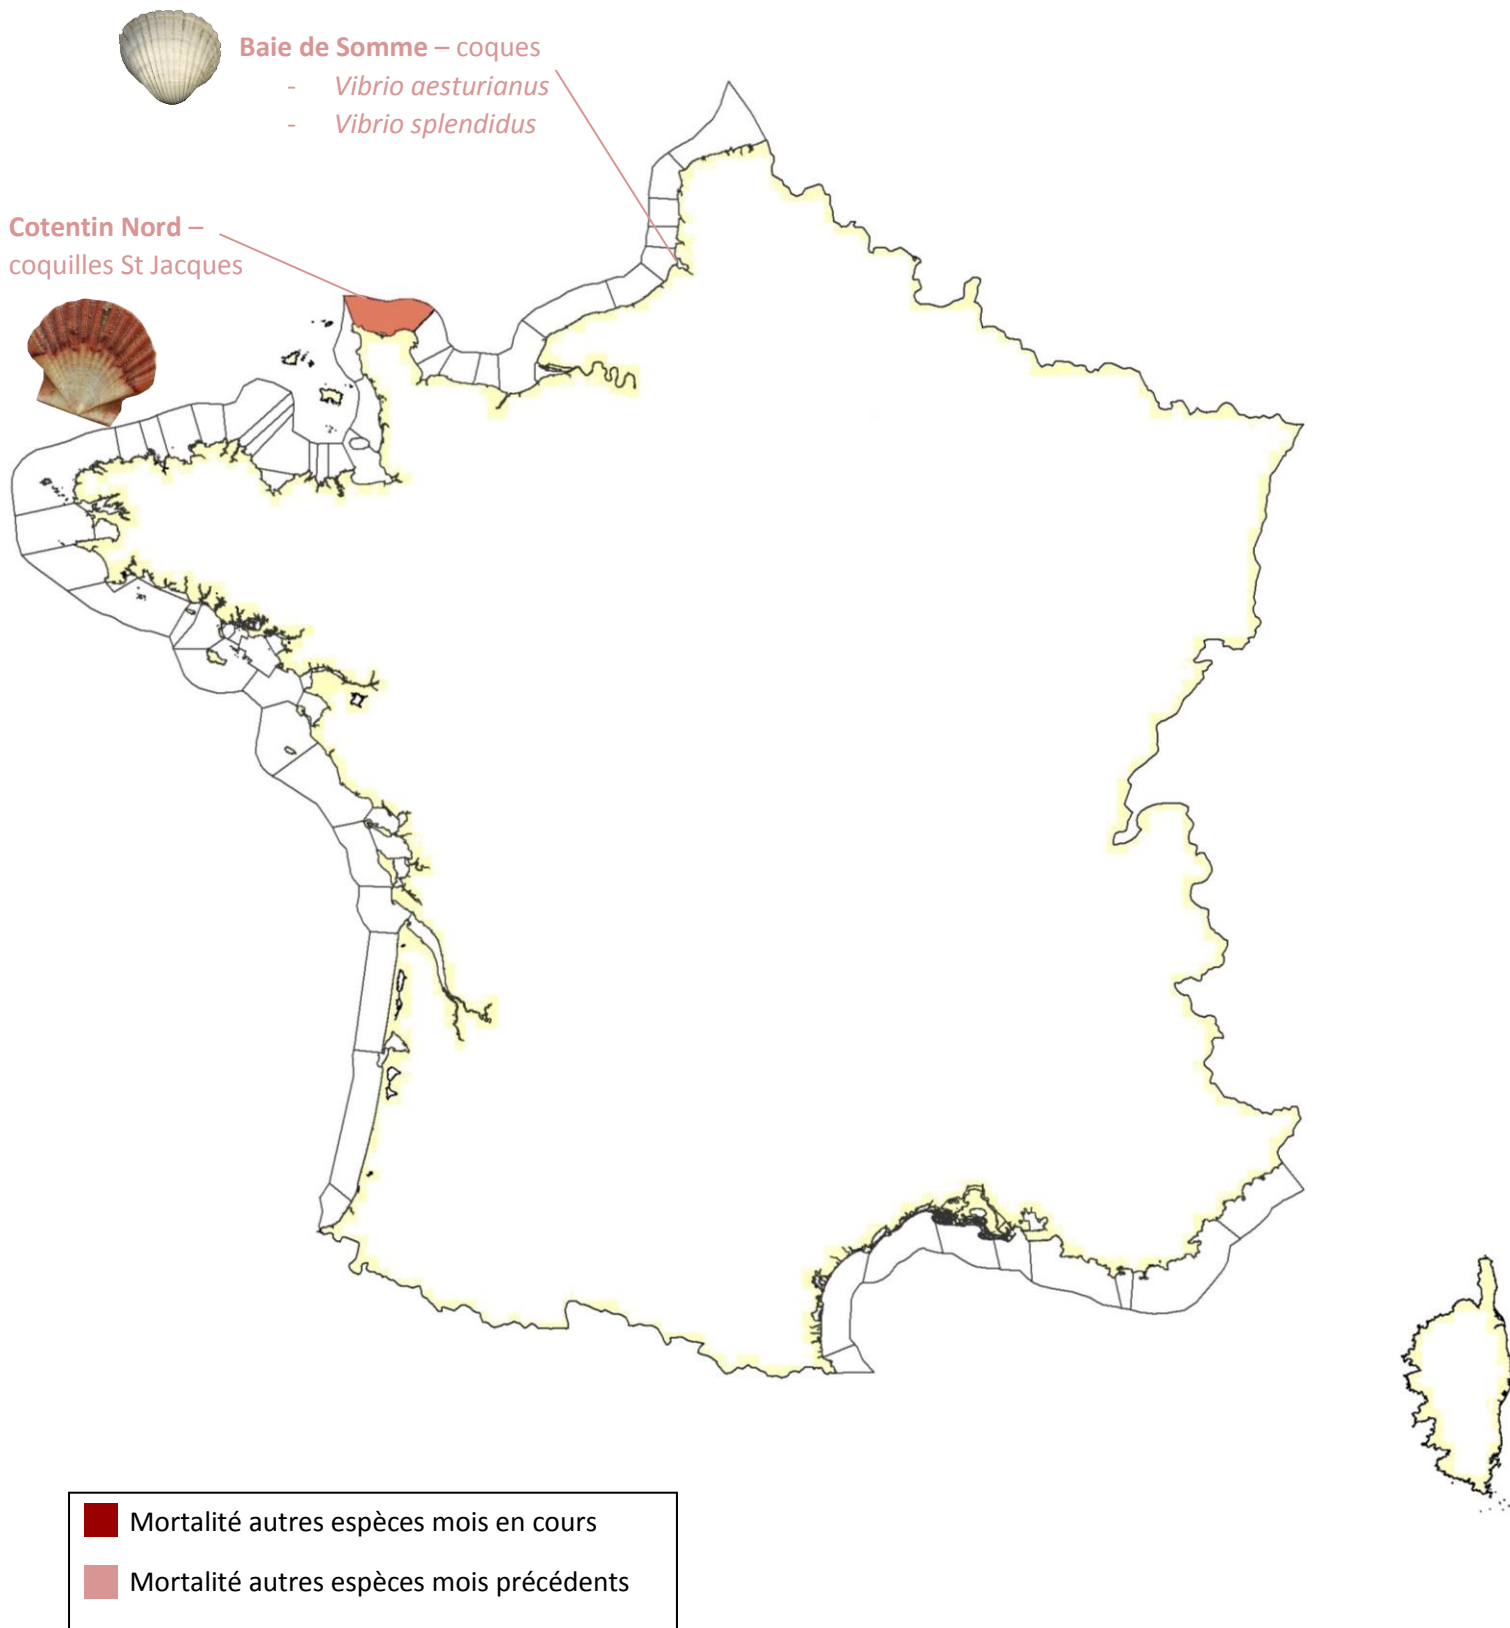 Baie de Somme – coques
- Vibrio aesturianus
- Vibrio splendidus
Cotentin Nord –
coquilles St Jacques
Mortalité autres espèces mois en cours
Mortalité autres espèces mois précédents